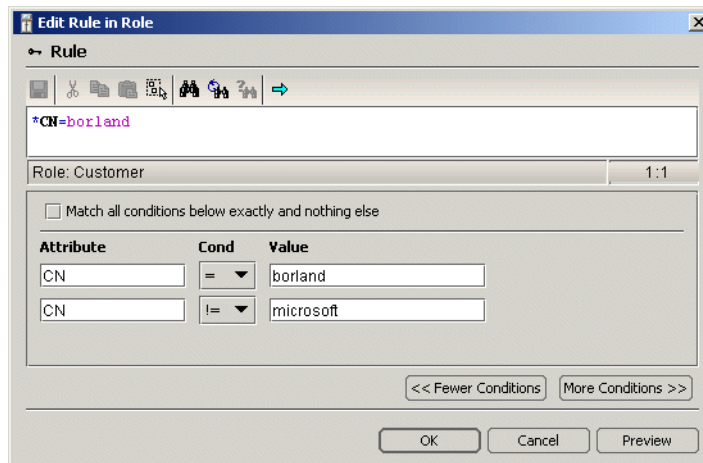 Edit Rule in Role
Rule
*CN=borland
Role: Customer 1:1
Match all conditions below exactly and nothing else
Attribute Cond Value
CN = borland
CN != microsoft
<< Fewer Conditions More Conditions >>
OK Cancel Preview